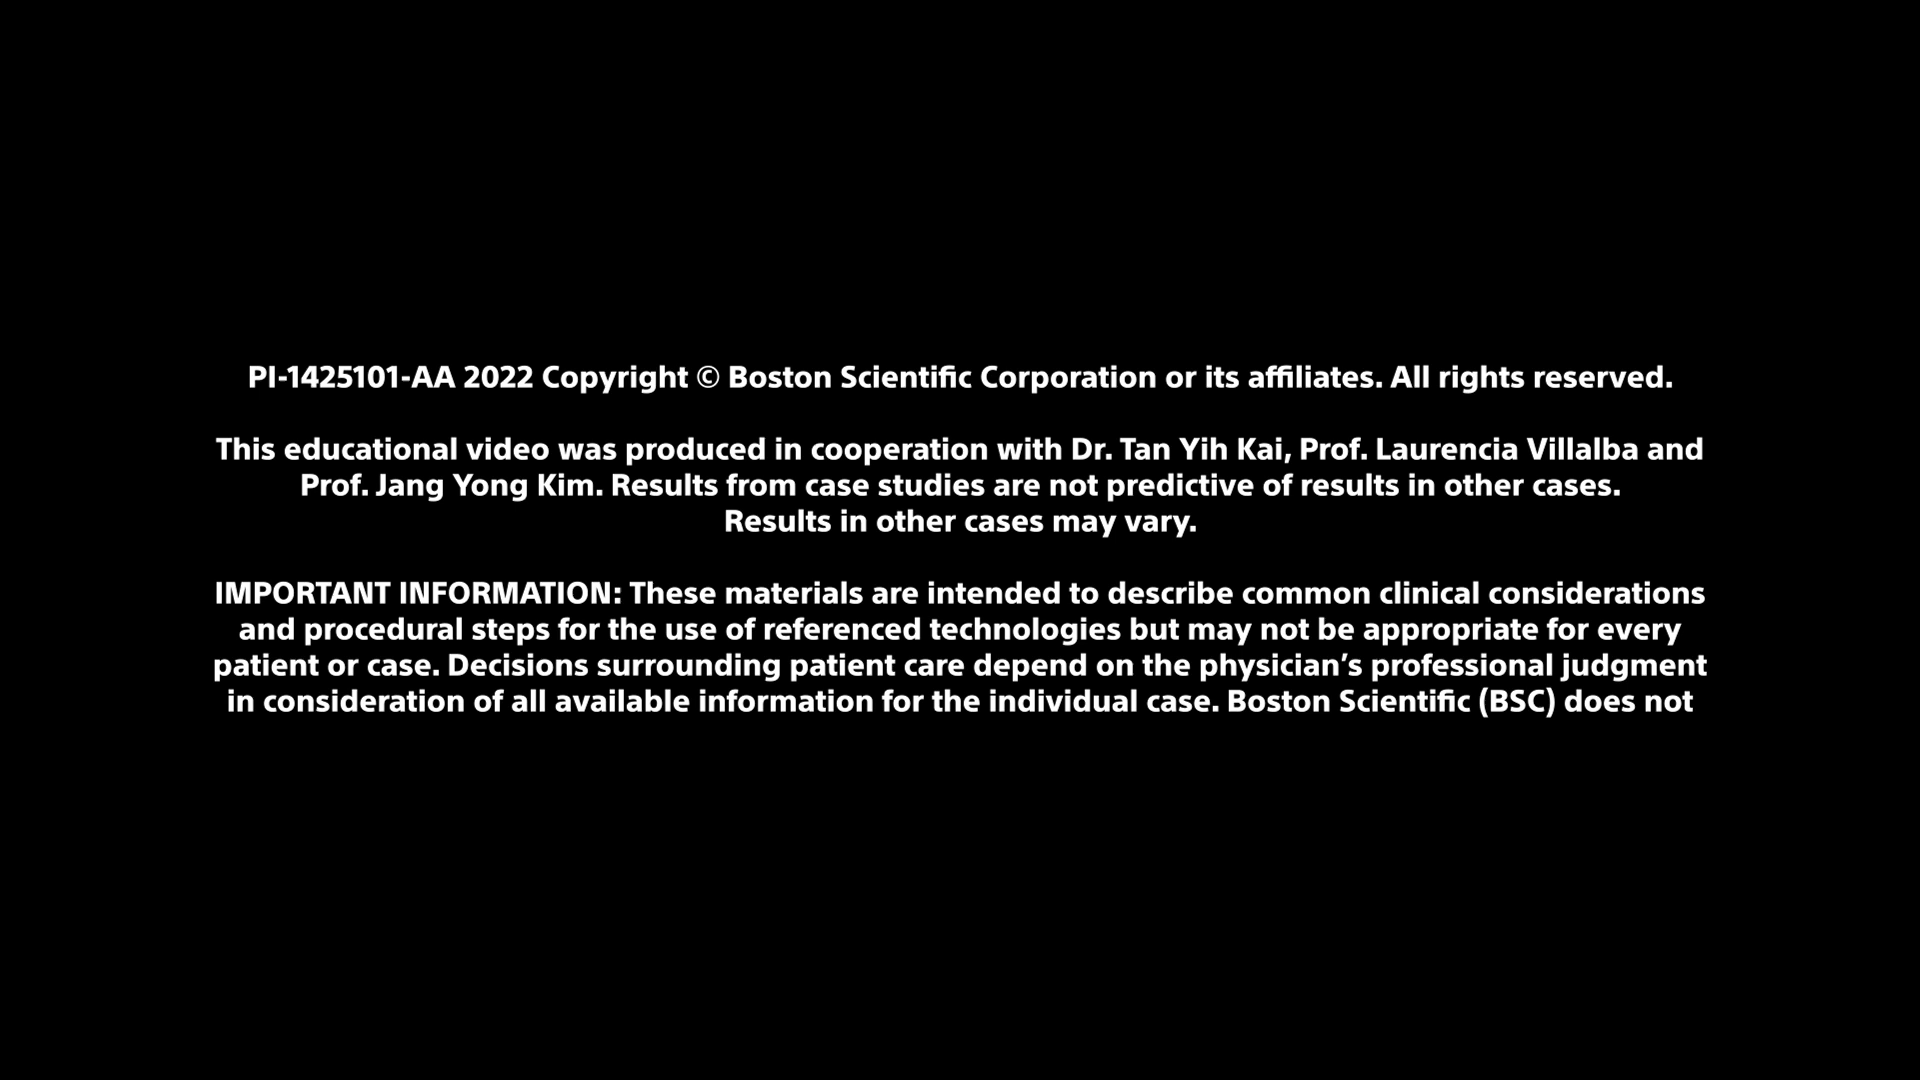 PI-1425101-AA 2022 Copyright © Boston Scientific Corporation or its affiliates. All rights reserved.
This educational video was produced in cooperation with Dr. Tan Yih Kai, Prof. Laurencia Villalba and
Prof. Jang Yong Kim. Results from case studies are not predictive of results in other cases.
Results in other cases may vary.
IMPORTANT INFORMATION: These materials are intended to describe common clinical considerations
and procedural steps for the use of referenced technologies but may not be appropriate for every
patient or case. Decisions surrounding patient care depend on the physician’s professional judgment
in consideration of all available information for the individual case. Boston Scientific (BSC) does not